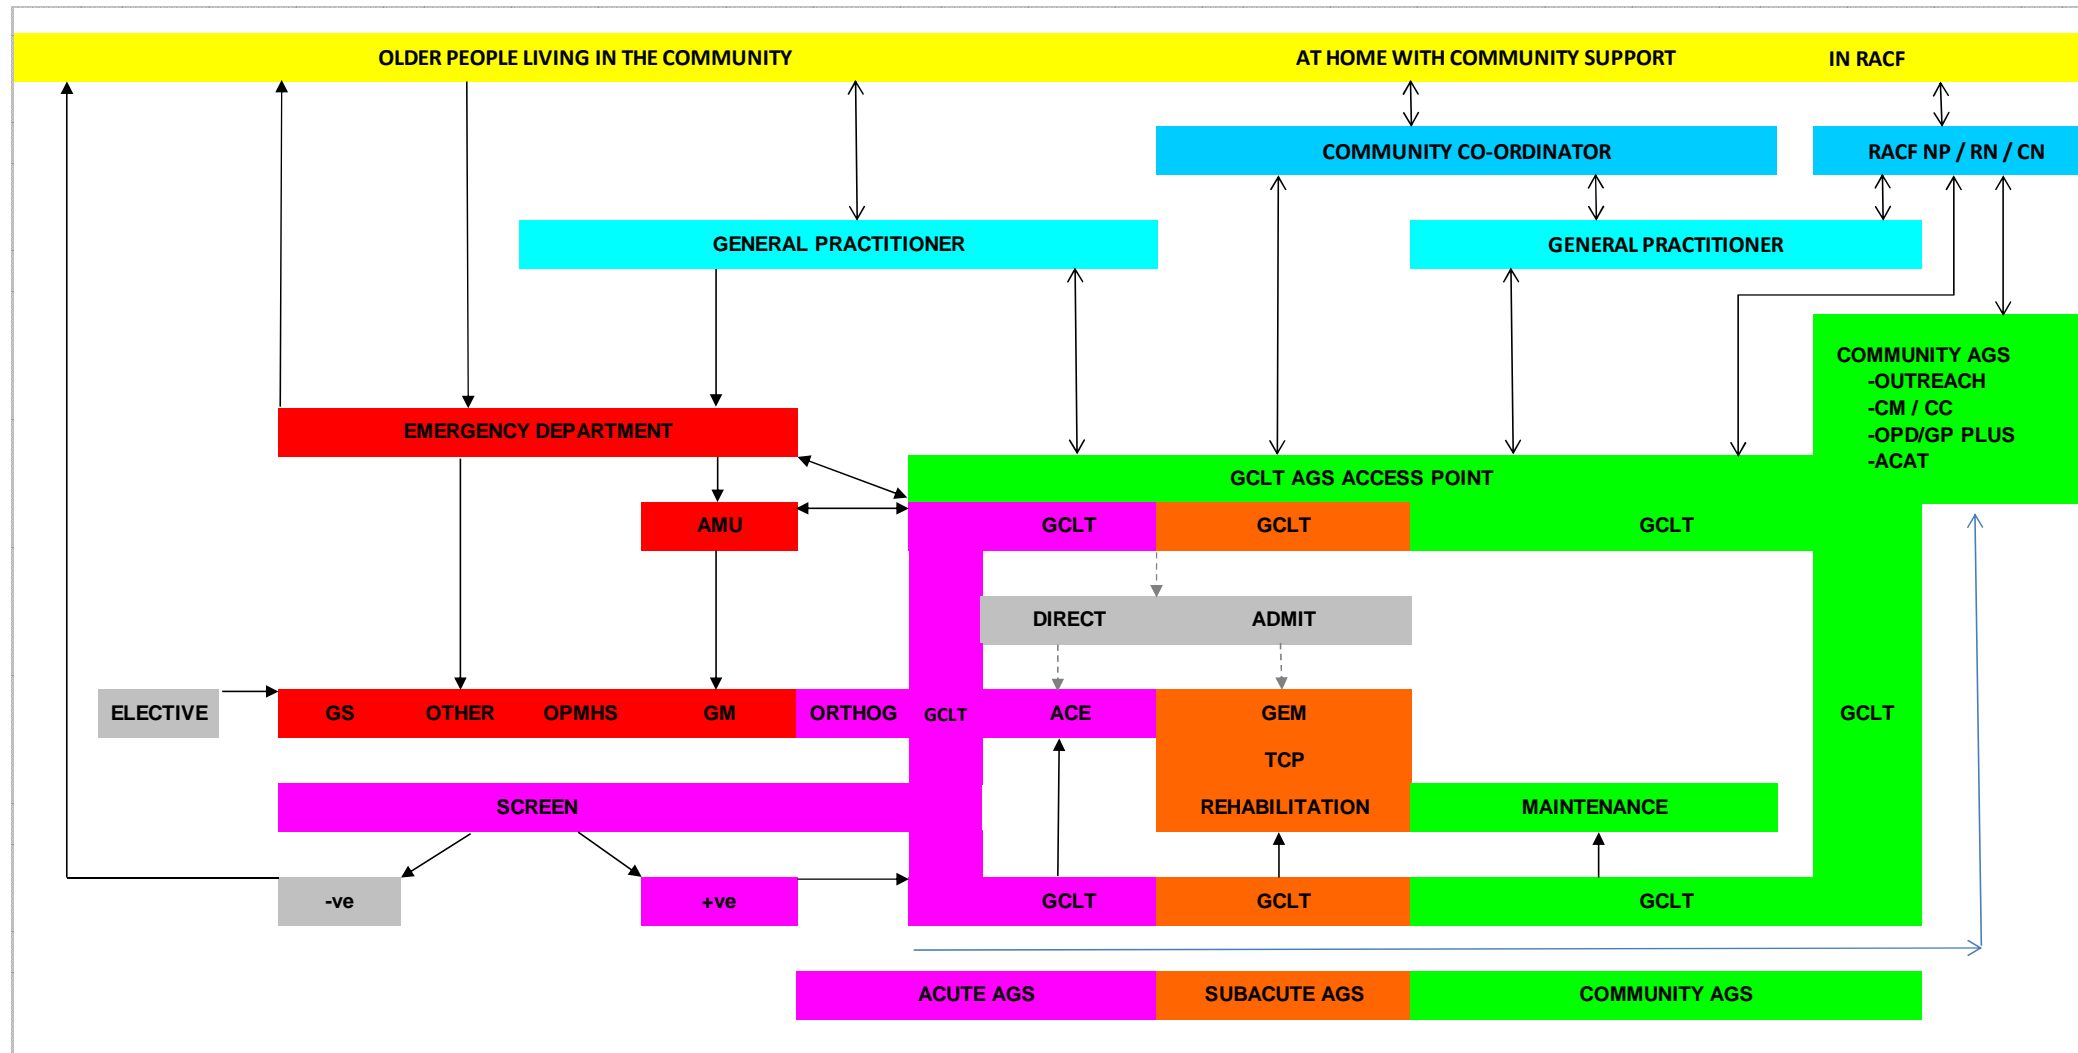 OLDER PEOPLE LIVING IN THE COMMUNITY
AT HOME WITH COMMUNITY SUPPORT
IN RACF
COMMUNITY CO-ORDINATOR
RACF NP / RN / CN
GENERAL PRACTITIONER
GENERAL PRACTITIONER
COMMUNITY AGS
-OUTREACH
-CM / CC
-OPD/GP PLUS
-ACAT
EMERGENCY DEPARTMENT
GCLT AGS ACCESS POINT
AMU
GCLT
GCLT
GCLT
DIRECT
ADMIT
ELECTIVE
GS
OTHER
OPMHS
GM
ORTHOG
GCLT
ACE
GEM
GCLT
TCP
SCREEN
REHABILITATION
MAINTENANCE
-ve
+ve
GCLT
GCLT
GCLT
ACUTE AGS
SUBACUTE AGS
COMMUNITY AGS